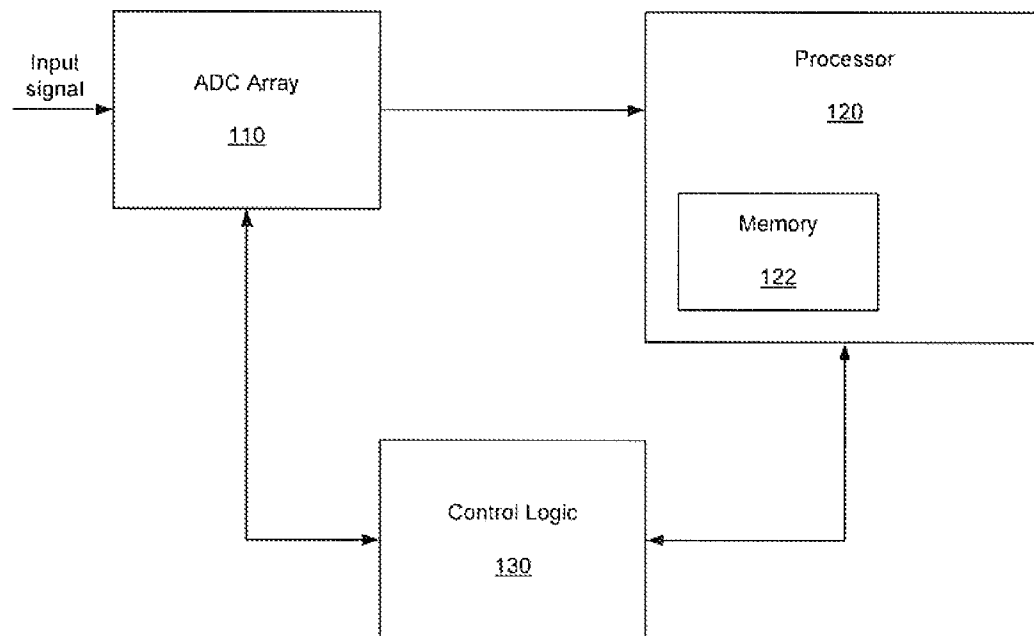 Input
signal
ADC Array
110
Processor
120
Memory
122
Control Logic
130